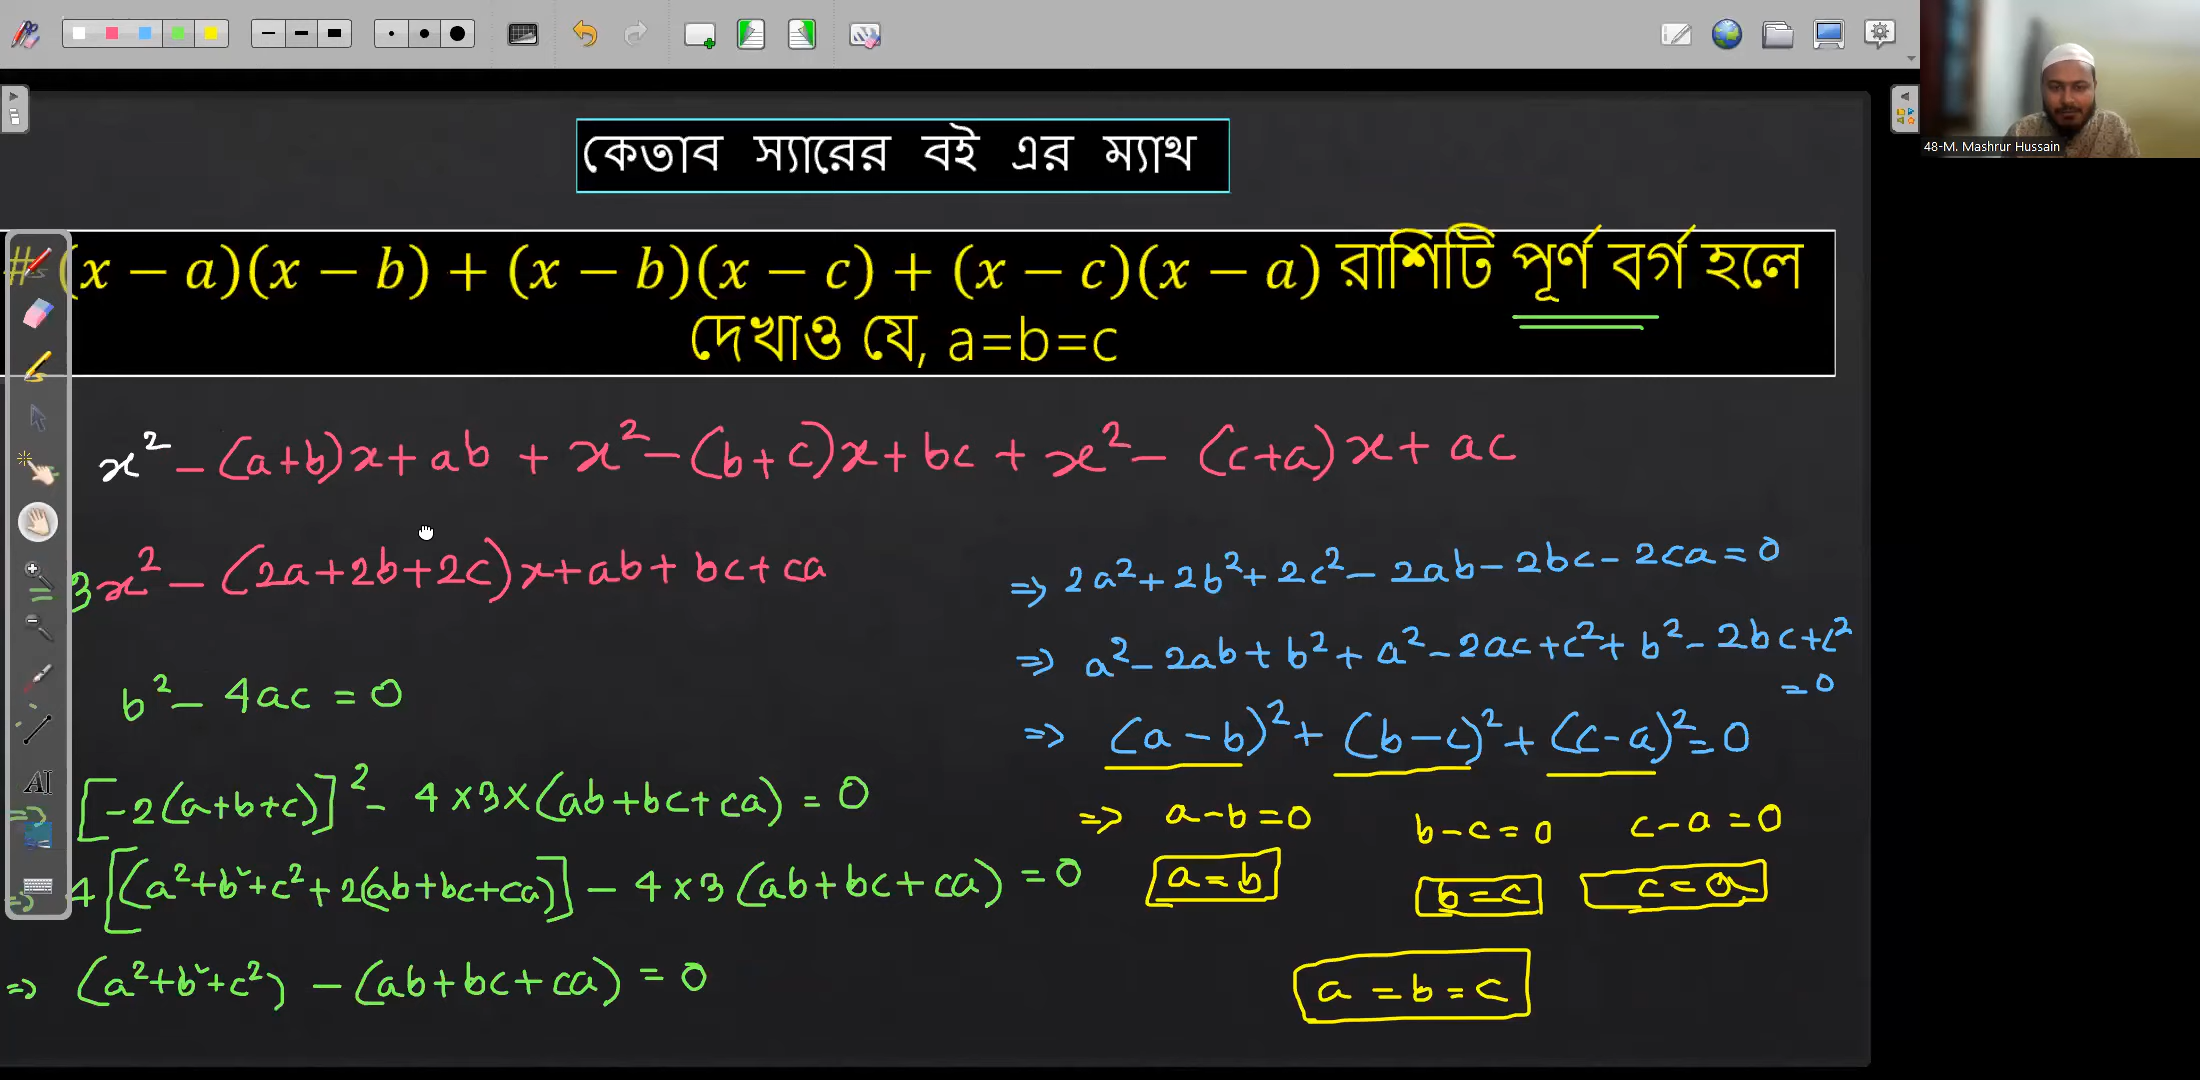 48-M. Mashrur Hussain
কেতাব স্যারের বই এর ম্যাথ
# (x − a)(x − b) + (x − b)(x − c) + (x − c)(x − a) রাশিটি পূর্ণ বর্গ হলে
দেখাও যে, a=b=c
x² − (a+b)x + ab + x² − (b+c)x + bc + x² − (c+a)x + ac
= 3x² − (2a+2b+2c)x + ab + bc + ca
b² − 4ac = 0
⇒ [−2(a+b+c)]² − 4×3×(ab+bc+ca) = 0
⇒ 4[(a²+b²+c²+2(ab+bc+ca)] − 4×3(ab+bc+ca) = 0
⇒ (a²+b²+c²) − (ab+bc+ca) = 0
⇒ 2a²+2b²+2c²−2ab−2bc−2ca=0
⇒ a²−2ab+b²+a²−2ac+c²+b²−2bc+c²
=0
⇒ (a−b)²+(b−c)²+(c−a)²=0
⇒ a−b=0 b−c=0 c−a=0
a=b b=c c=a
a=b=c
AI